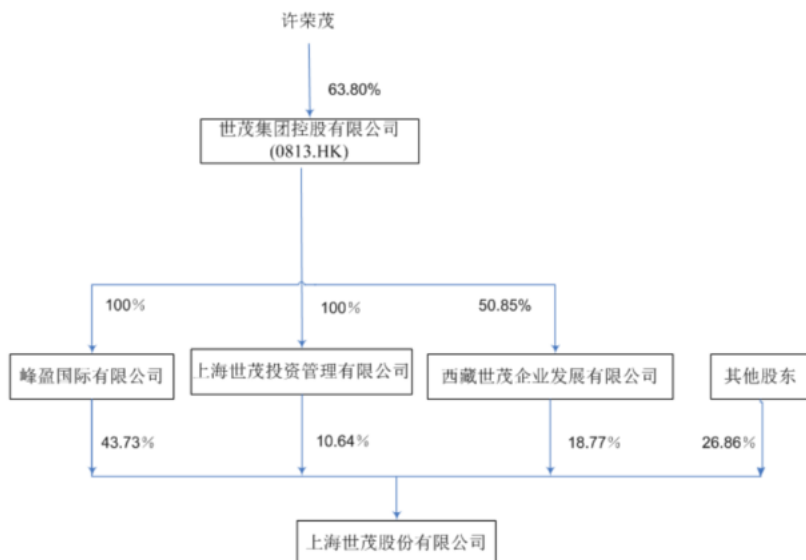 许荣茂
63.80%
世茂集团控股有限公司
(0813.HK)
100%
100%
50.85%
峰盈国际有限公司
上海世茂投资管理有限公司
西藏世茂企业发展有限公司
其他股东
43.73%
10.64%
18.77%
26.86%
上海世茂股份有限公司